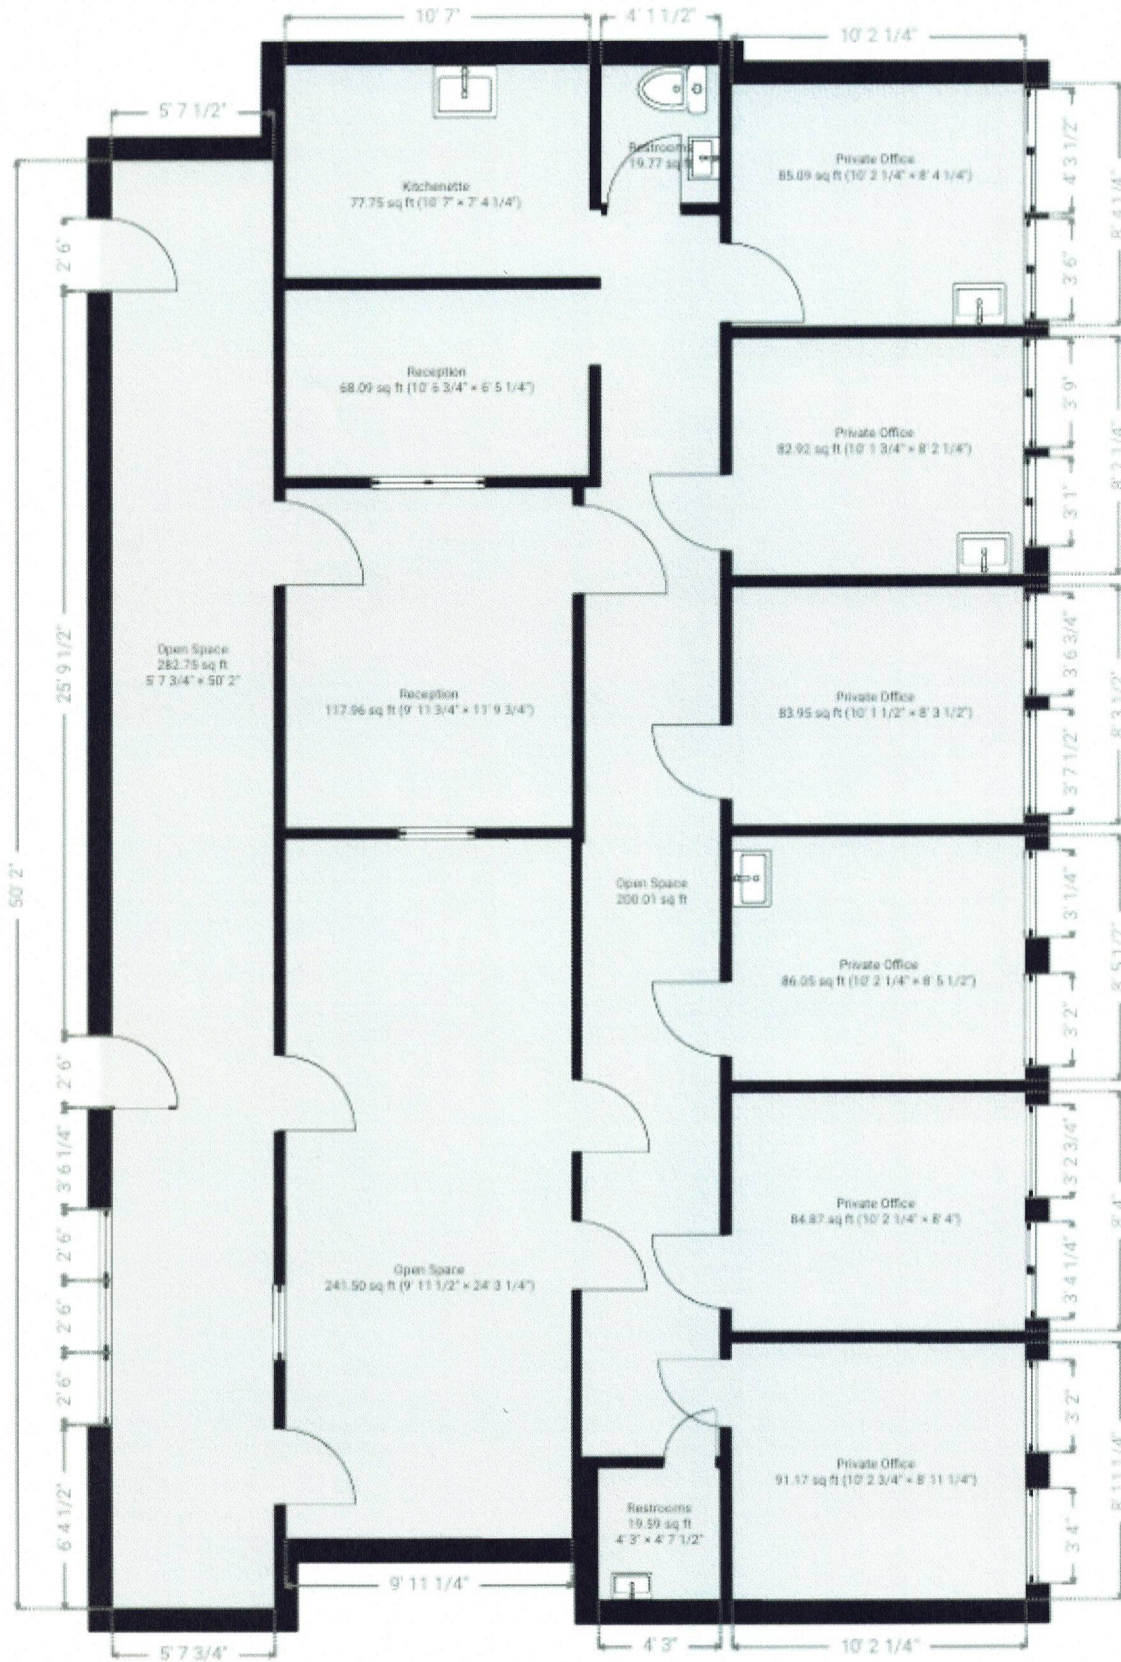 10' 7"
4' 1 1/2"
10' 2 1/4"
5' 7 1/2"
Restrooms
19.77 sq ft
Private Office
85.09 sq ft (10' 2 1/4" × 8' 4 1/4")
4' 3 1/2"
8' 4 1/4"
Kitchenette
77.75 sq ft (10' 7" × 7' 4 1/4")
2' 6"
3' 6"
Reception
68.09 sq ft (10' 6 3/4" × 6' 5 1/4")
3' 9"
8' 2 1/4"
Private Office
82.92 sq ft (10' 1 3/4" × 8' 2 1/4")
3' 1"
Open Space
282.75 sq ft
5' 7 3/4" × 50' 2"
25' 9 1/2"
3' 6 3/4"
8' 3 1/2"
Reception
117.96 sq ft (9' 11 3/4" × 11' 9 3/4")
Private Office
83.95 sq ft (10' 1 1/2" × 8' 3 1/2")
3' 7 1/2"
50' 2"
Open Space
200.01 sq ft
3' 1/4"
8' 5 1/2"
Private Office
86.05 sq ft (10' 2 1/4" × 8' 5 1/2")
3' 2"
2' 6"
3' 6 1/4"
3' 2 3/4"
8' 4"
Private Office
84.87 sq ft (10' 2 1/4" × 8' 4")
2' 6"
3' 4 1/4"
Open Space
241.50 sq ft (9' 11 1/2" × 24' 3 1/4")
2' 6"
2' 6"
3' 2"
8' 11 1/4"
Private Office
91.17 sq ft (10' 2 3/4" × 8' 11 1/4")
6' 4 1/2"
Restrooms
19.59 sq ft
4' 3" × 4' 7 1/2"
3' 4"
9' 11 1/4"
5' 7 3/4"
4' 3"
10' 2 1/4"